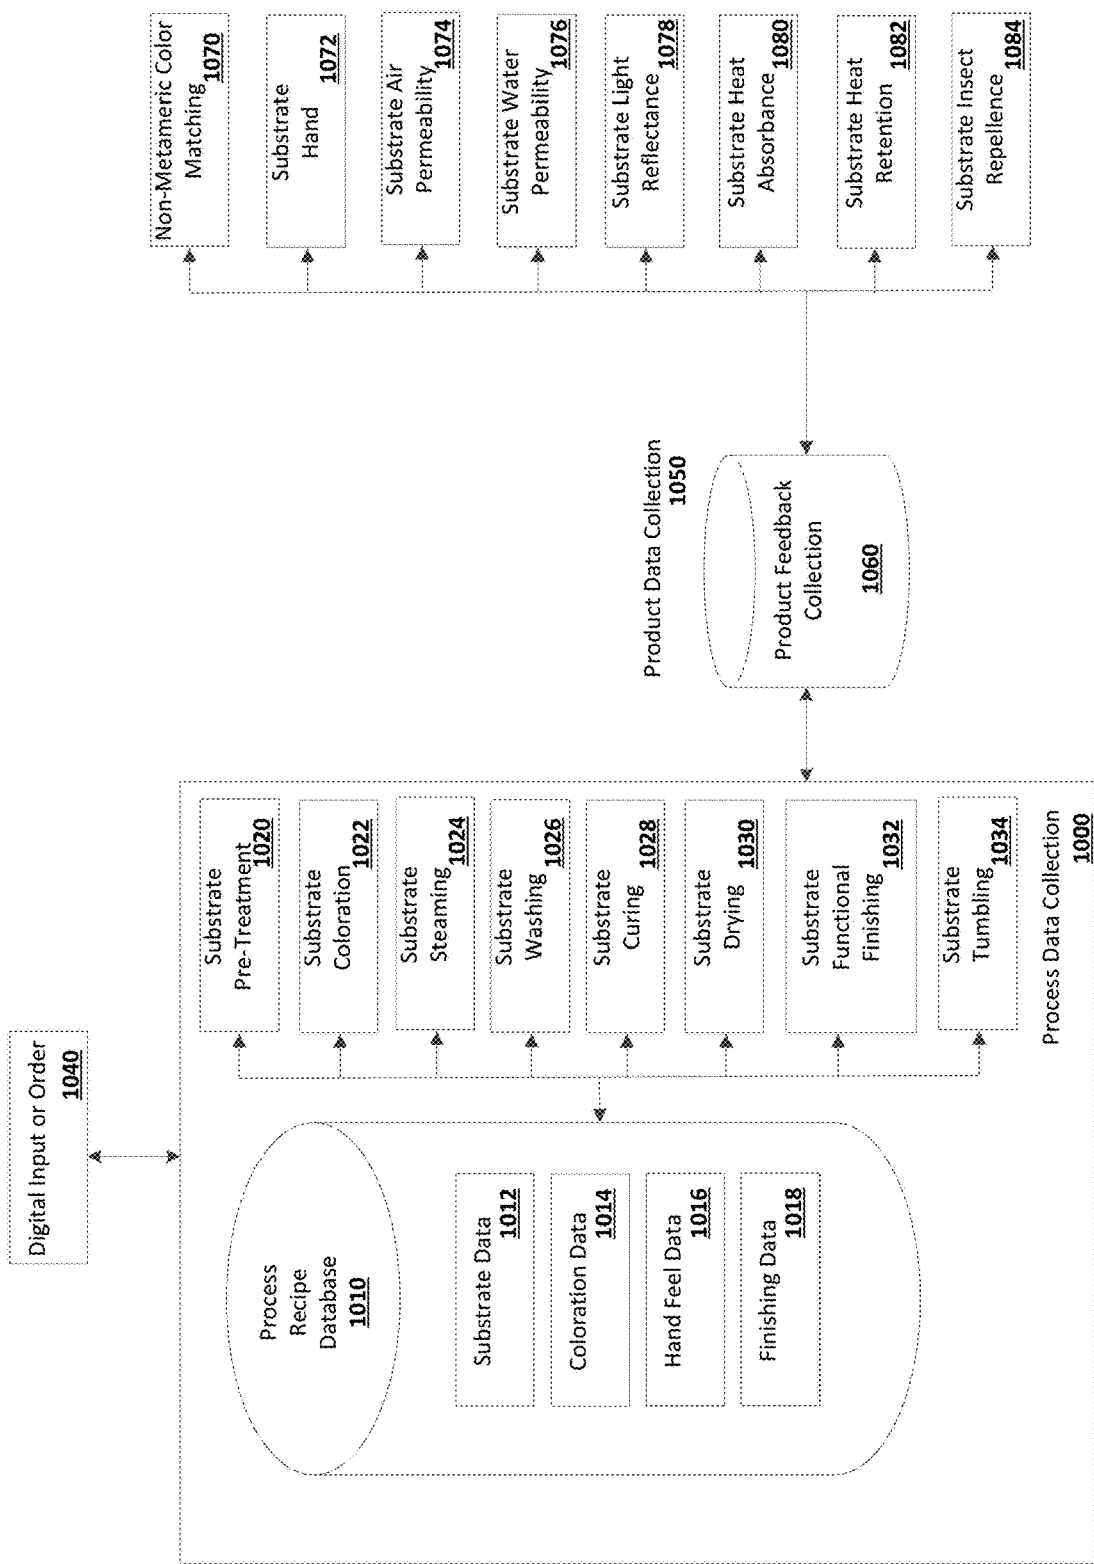 Digital Input or Order
1040
Process
Recipe
Database
1010
Substrate Data
1012
Coloration Data
1014
Hand Feel Data
1016
Finishing Data
1018
Substrate
Pre-Treatment
1020
Substrate
Coloration
1022
Substrate
Steaming
1024
Substrate
Washing
1026
Substrate
Curing
1028
Substrate
Drying
1030
Substrate
Functional
Finishing
1032
Substrate
Tumbling
1034
Process Data Collection
1000
Product Data Collection
1050
Product Feedback
Collection
1060
Non-Metameric Color
Matching
1070
Substrate
Hand
1072
Substrate Air
Permeability
1074
Substrate Water
Permeability
1076
Substrate Light
Reflectance
1078
Substrate Heat
Absorbance
1080
Substrate Heat
Retention
1082
Substrate Insect
Repellence
1084